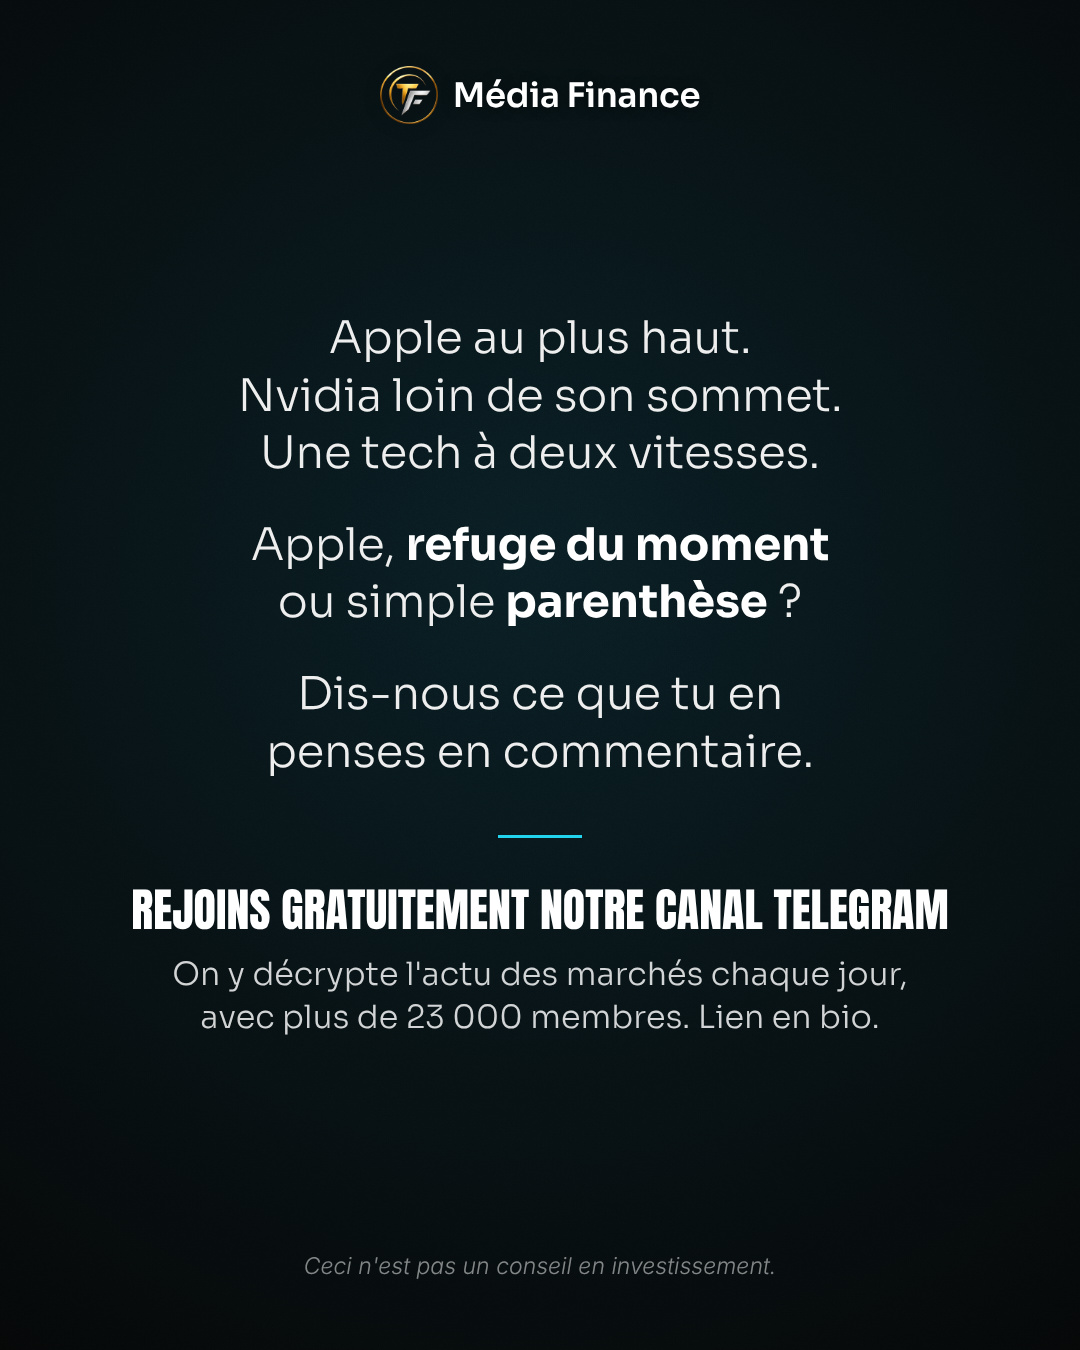 TF Média Finance
Apple au plus haut.
Nvidia loin de son sommet.
Une tech à deux vitesses.
Apple, refuge du moment
ou simple parenthèse ?
Dis-nous ce que tu en
penses en commentaire.
REJOINS GRATUITEMENT NOTRE CANAL TELEGRAM
On y décrypte l'actu des marchés chaque jour,
avec plus de 23 000 membres. Lien en bio.
Ceci n'est pas un conseil en investissement.